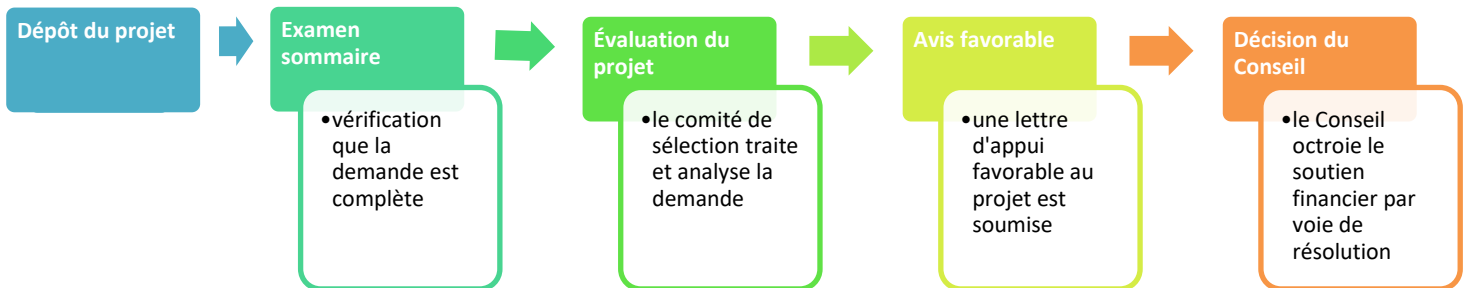 Dépôt du projet
Examen
sommaire
•vérification
que la
demande est
complète
Évaluation du
projet
•le comité de
sélection traite
et analyse la
demande
Avis favorable
•une lettre
d'appui
favorable au
projet est
soumise
Décision du
Conseil
•le Conseil
octroie le
soutien
financier par
voie de
résolution